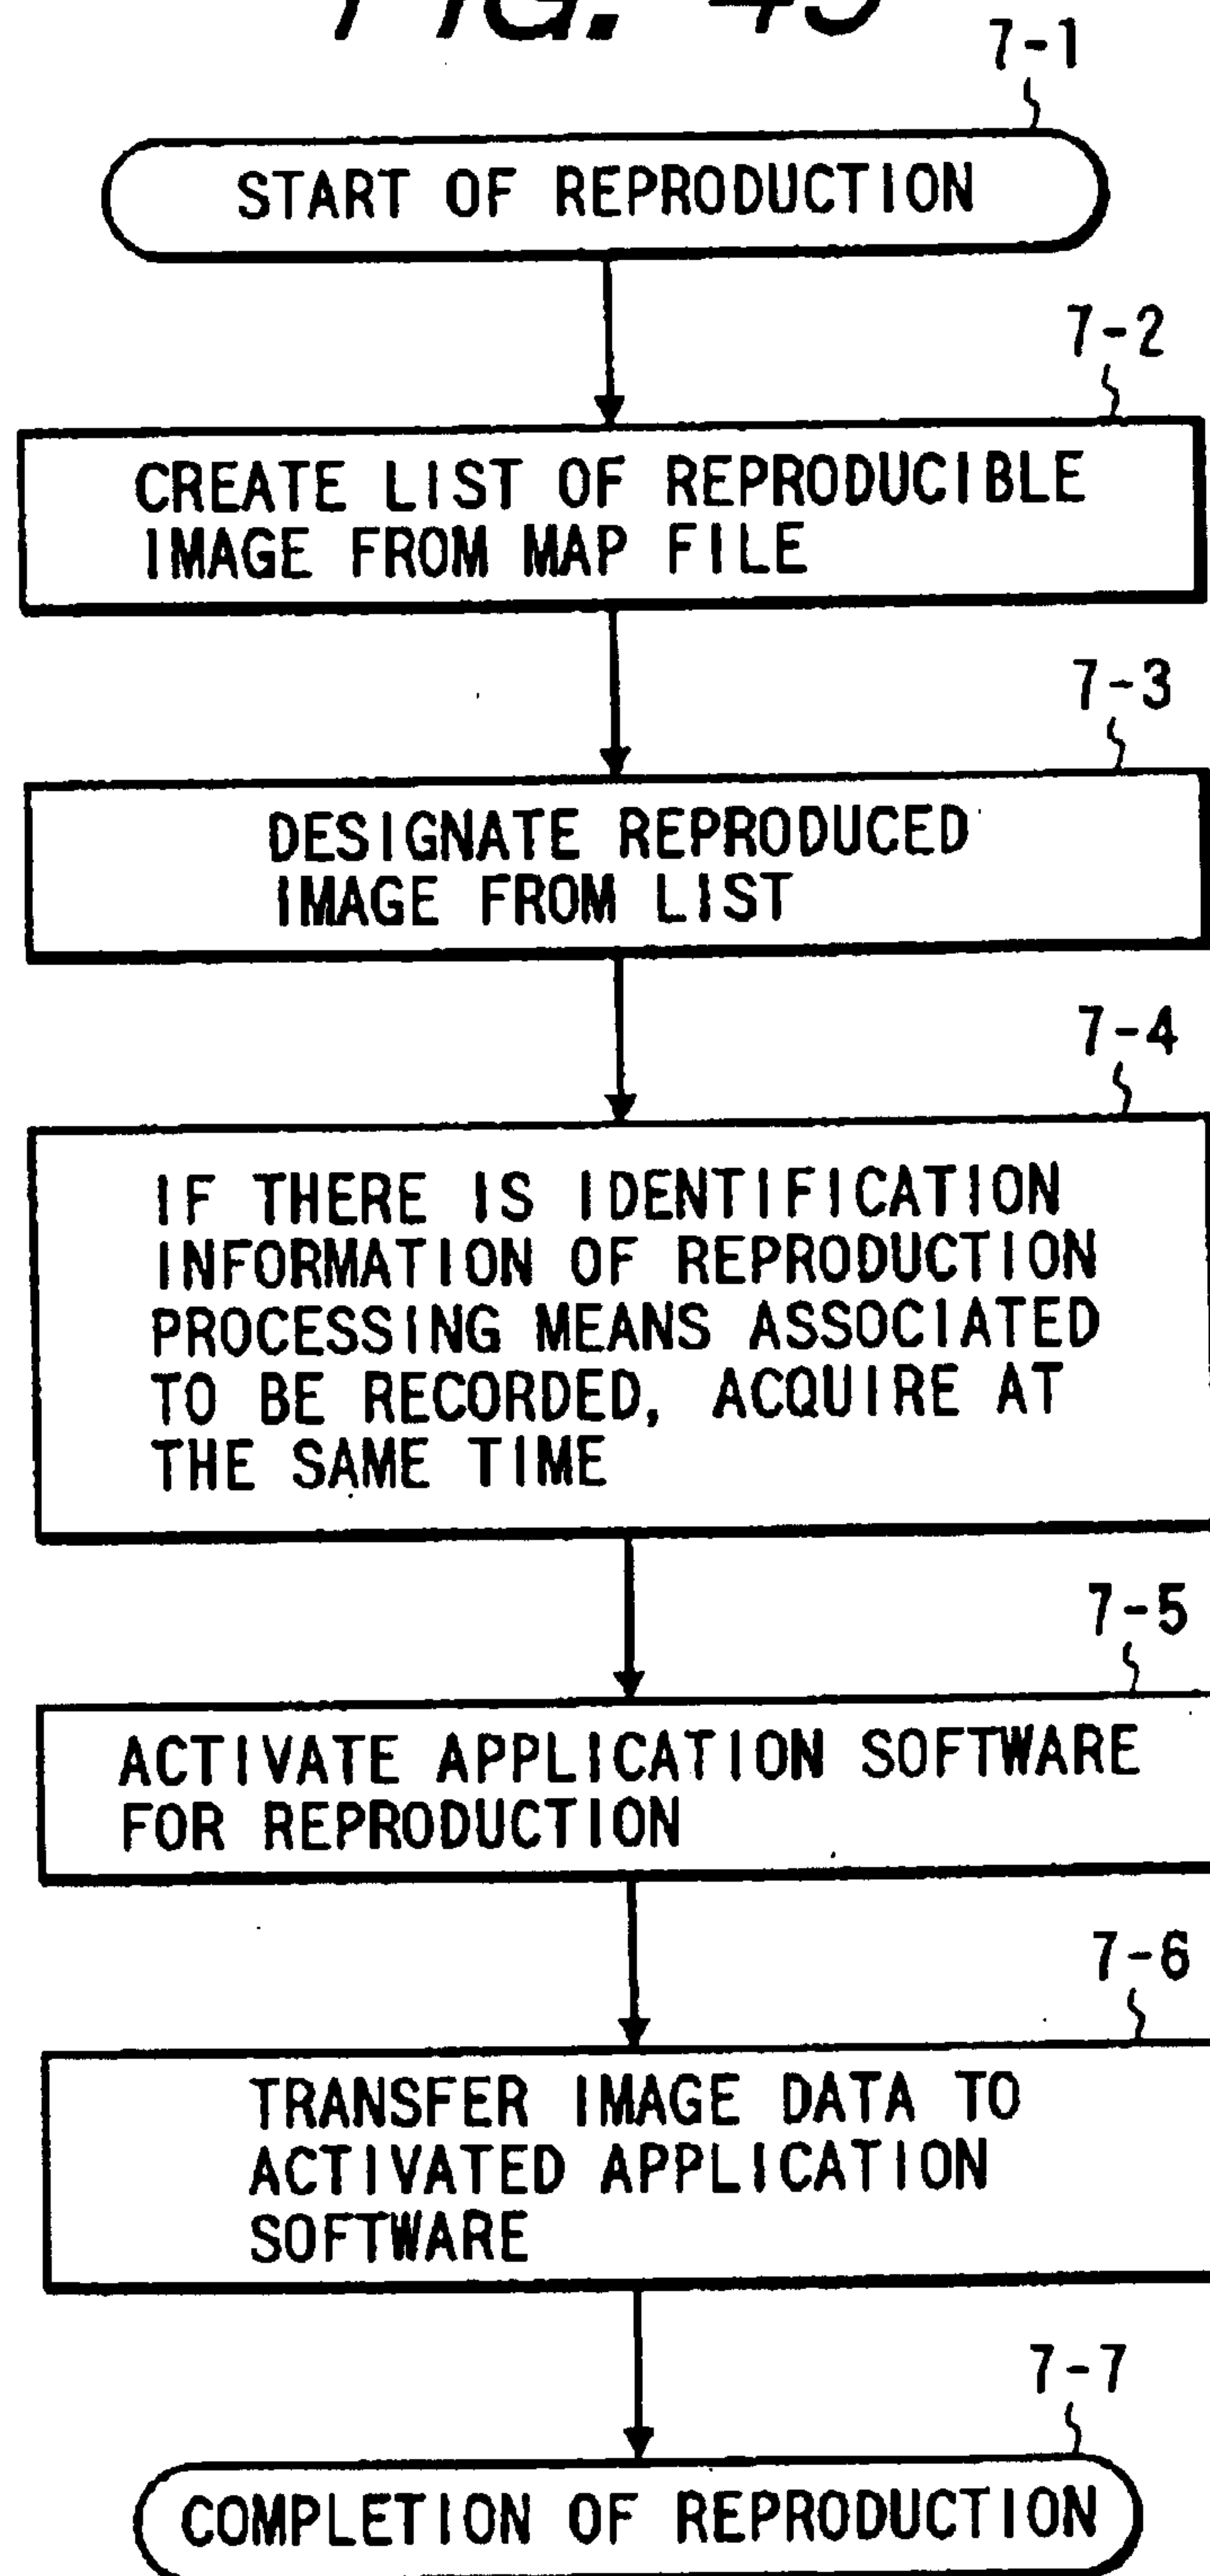 7-1
START OF REPRODUCTION
7-2
CREATE LIST OF REPRODUCIBLE
IMAGE FROM MAP FILE
7-3
DESIGNATE REPRODUCED
IMAGE FROM LIST
7-4
IF THERE IS IDENTIFICATION
INFORMATION OF REPRODUCTION
PROCESSING MEANS ASSOCIATED
TO BE RECORDED, ACQUIRE AT
THE SAME TIME
7-5
ACTIVATE APPLICATION SOFTWARE
FOR REPRODUCTION
7-6
TRANSFER IMAGE DATA TO
ACTIVATED APPLICATION
SOFTWARE
7-7
COMPLETION OF REPRODUCTION